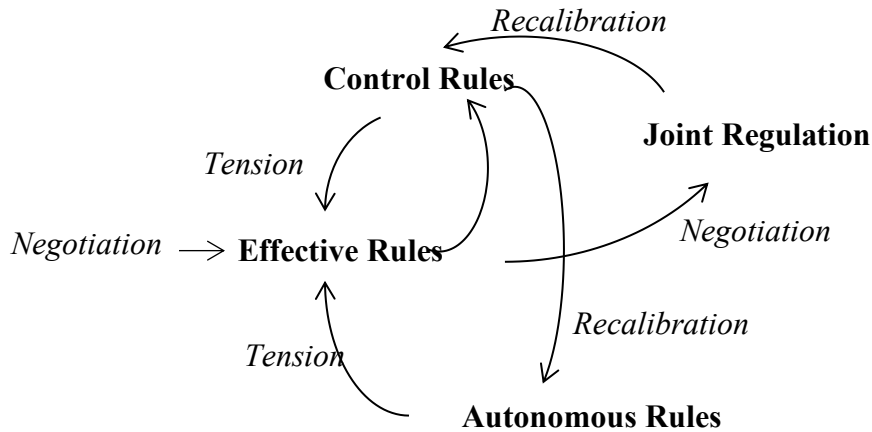 Recalibration
Control Rules
Joint Regulation
Tension
Negotiation
Effective Rules
Negotiation
Recalibration
Tension
Autonomous Rules